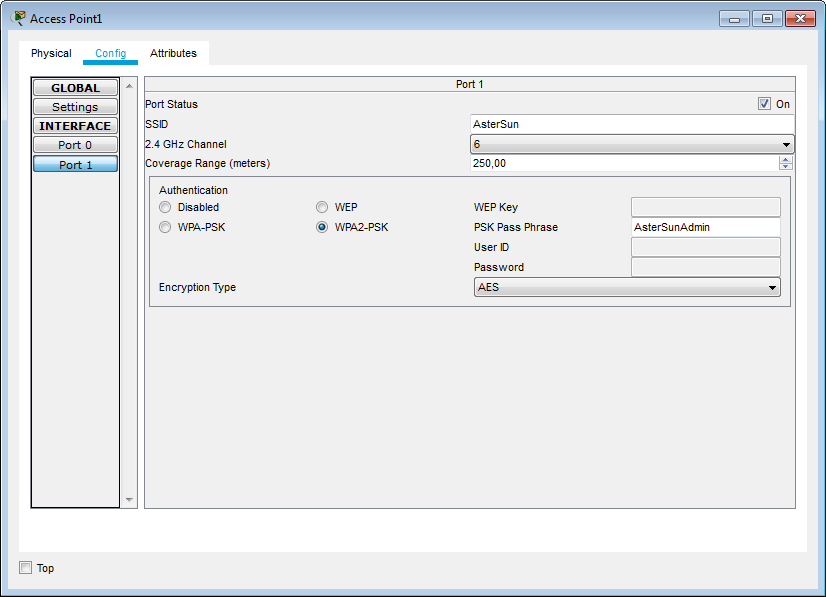 Access Point1
Physical Config Attributes
GLOBAL
Settings
INTERFACE
Port 0
Port 1
Port 1
Port Status On
SSID AsterSun
2.4 GHz Channel 6
Coverage Range (meters) 250,00
Authentication
Disabled WEP WEP Key
WPA-PSK WPA2-PSK PSK Pass Phrase AsterSunAdmin
User ID
Password
Encryption Type AES
Top